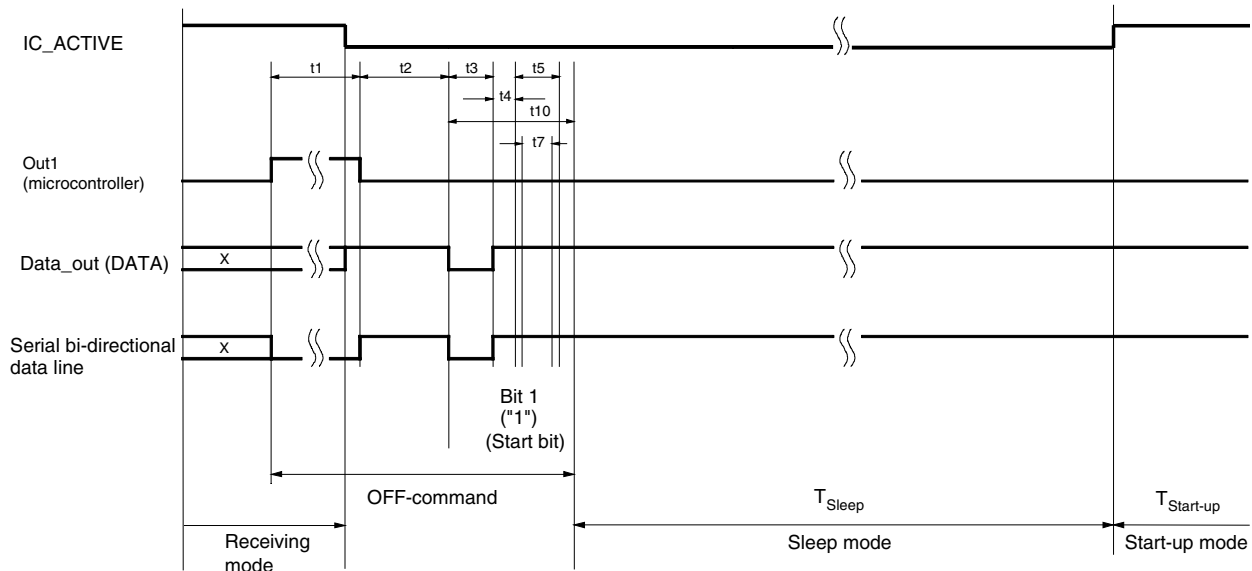 IC_ACTIVE
t1
t2
t3
t5
t4
t10
t7
Out1
(microcontroller)
Data_out (DATA)
X
Serial bi-directional
data line
X
Bit 1
("1")
(Start bit)
OFF-command
TSleep
TStart-up
Receiving
mode
Sleep mode
Start-up mode